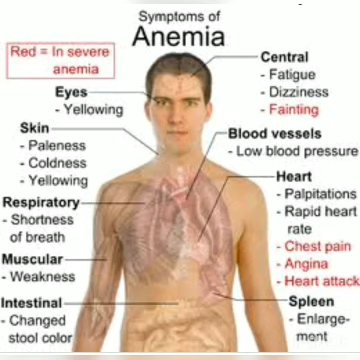 Symptoms of
Anemia
Red = In severe
anemia
Eyes
- Yellowing
Skin
- Paleness
- Coldness
- Yellowing
Respiratory
- Shortness
of breath
Muscular
- Weakness
Intestinal
- Changed
stool color
Central
- Fatigue
- Dizziness
- Fainting
Blood vessels
- Low blood pressure
Heart
- Palpitations
- Rapid heart
rate
- Chest pain
- Angina
- Heart attack
Spleen
- Enlarge-
ment